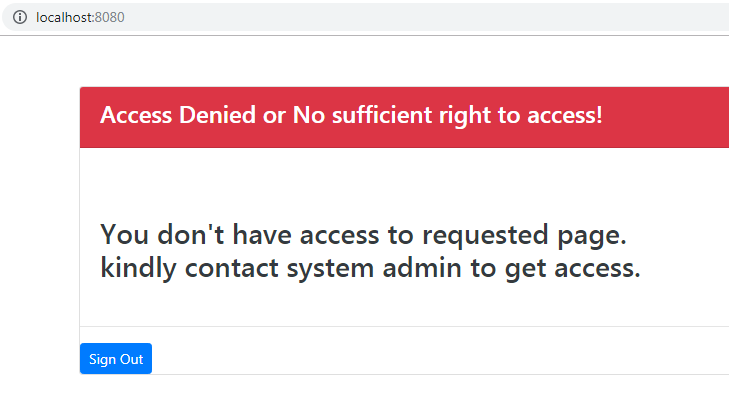 localhost:8080
Access Denied or No sufficient right to access!
You don't have access to requested page.
kindly contact system admin to get access.
Sign Out